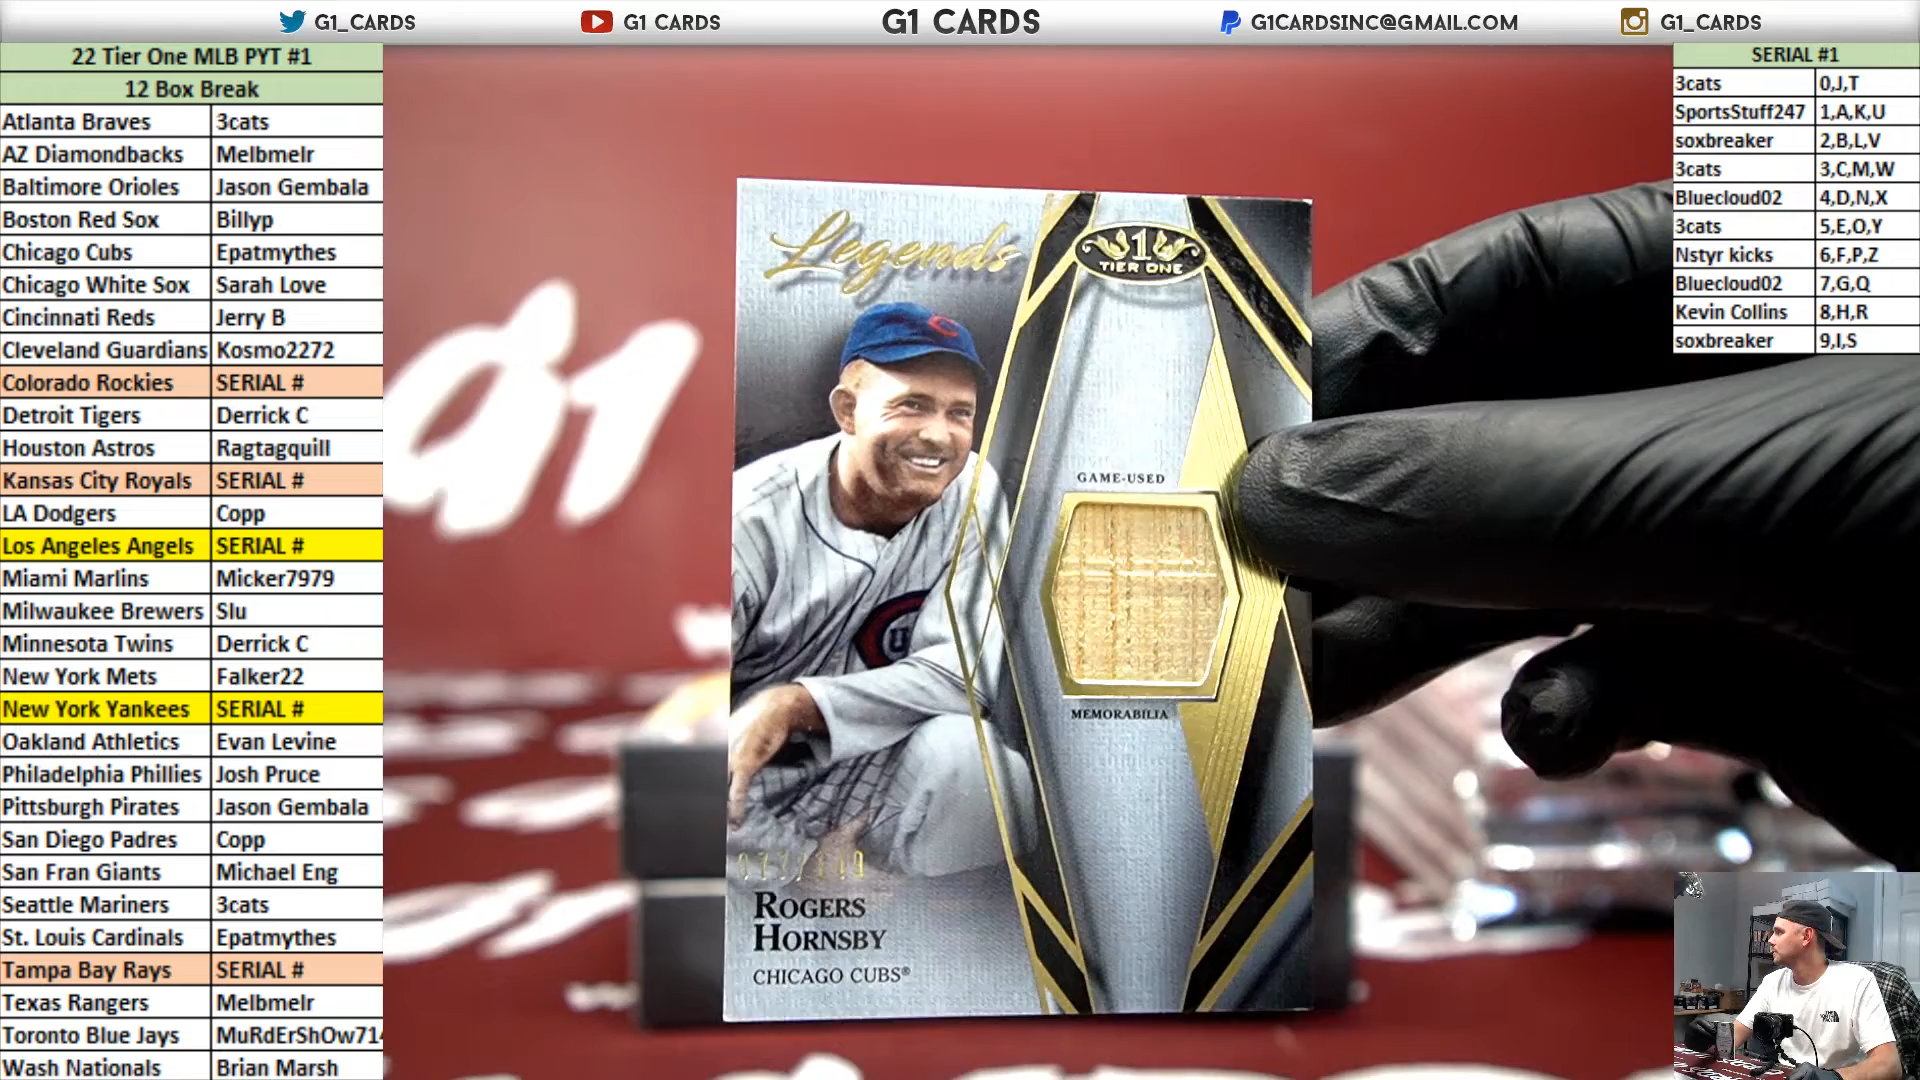 G1_CARDS
G1 CARDS
G1 CARDS
G1CARDSINC@GMAIL.COM
G1_CARDS
22 Tier One MLB PYT #1
12 Box Break
Atlanta Braves 3cats
AZ Diamondbacks Melbmelr
Baltimore Orioles Jason Gembala
Boston Red Sox Billyp
Chicago Cubs Epatmythes
Chicago White Sox Sarah Love
Cincinnati Reds Jerry B
Cleveland Guardians Kosmo2272
Colorado Rockies SERIAL #
Detroit Tigers Derrick C
Houston Astros Ragtagquill
Kansas City Royals SERIAL #
LA Dodgers Copp
Los Angeles Angels SERIAL #
Miami Marlins Micker7979
Milwaukee Brewers Slu
Minnesota Twins Derrick C
New York Mets Falker22
New York Yankees SERIAL #
Oakland Athletics Evan Levine
Philadelphia Phillies Josh Pruce
Pittsburgh Pirates Jason Gembala
San Diego Padres Copp
San Fran Giants Michael Eng
Seattle Mariners 3cats
St. Louis Cardinals Epatmythes
Tampa Bay Rays SERIAL #
Texas Rangers Melbmelr
Toronto Blue Jays MuRdErShOw714
Wash Nationals Brian Marsh
Legends
1
TIER ONE
GAME-USED
MEMORABILIA
ROGERS
HORNSBY
CHICAGO CUBS®
SERIAL #1
3cats 0,J,T
SportsStuff247 1,A,K,U
soxbreaker 2,B,L,V
3cats 3,C,M,W
Bluecloud02 4,D,N,X
3cats 5,E,O,Y
Nstyr kicks 6,F,P,Z
Bluecloud02 7,G,Q
Kevin Collins 8,H,R
soxbreaker 9,I,S